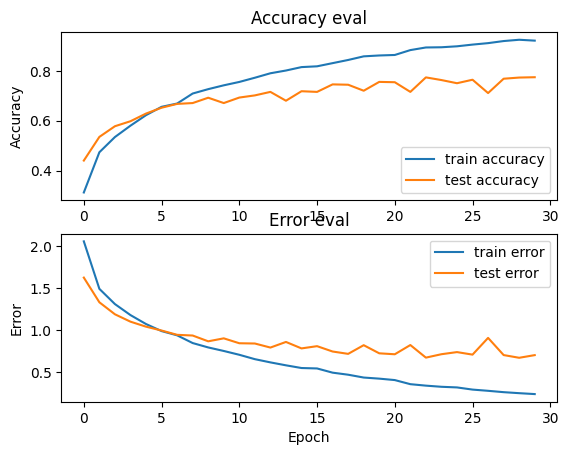 Accuracy eval
Accuracy
0.8
0.6
0.4
train accuracy
test accuracy
0 5 10 15 20 25 30
Error eval
Error
2.0
1.5
1.0
0.5
train error
test error
0 5 10 15 20 25 30
Epoch